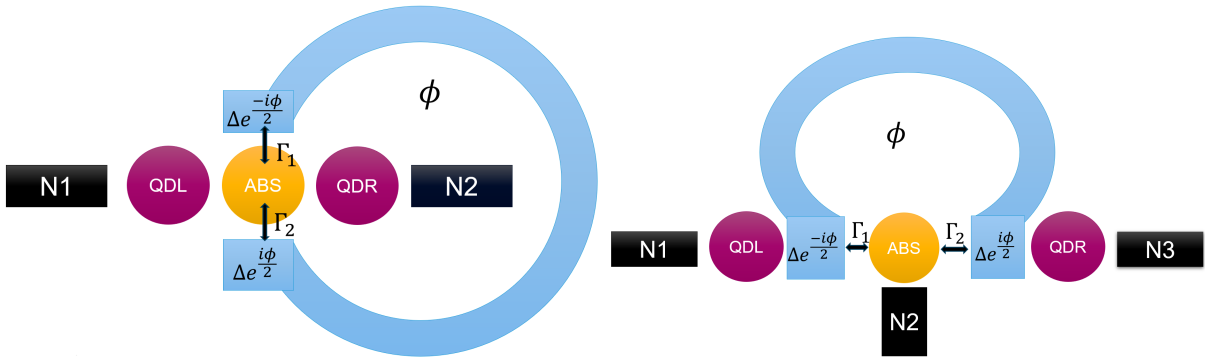 ϕ
Δe^{-iϕ/2}
Γ₁
N1 QDL ABS QDR N2
Γ₂
Δe^{iϕ/2}
ϕ
N1 QDL Δe^{-iϕ/2} Γ₁ ABS Γ₂ Δe^{iϕ/2} QDR N3
N2